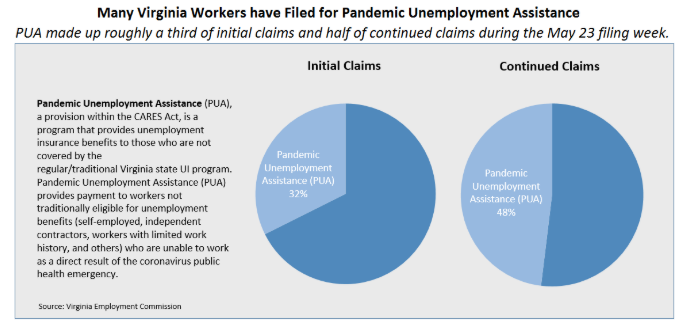 Many Virginia Workers have Filed for Pandemic Unemployment Assistance
PUA made up roughly a third of initial claims and half of continued claims during the May 23 filing week.
Initial Claims
Continued Claims
Pandemic Unemployment Assistance (PUA),
a provision within the CARES Act, is a
program that provides unemployment
insurance benefits to those who are not
covered by the
regular/traditional Virginia state UI program.
Pandemic Unemployment Assistance (PUA)
provides payment to workers not
traditionally eligible for unemployment
benefits (self-employed, independent
contractors, workers with limited work
history, and others) who are unable to work
as a direct result of the coronavirus public
health emergency.
Pandemic
Unemployment
Assistance (PUA)
32%
Pandemic
Unemployment
Assistance (PUA)
48%
Source: Virginia Employment Commission